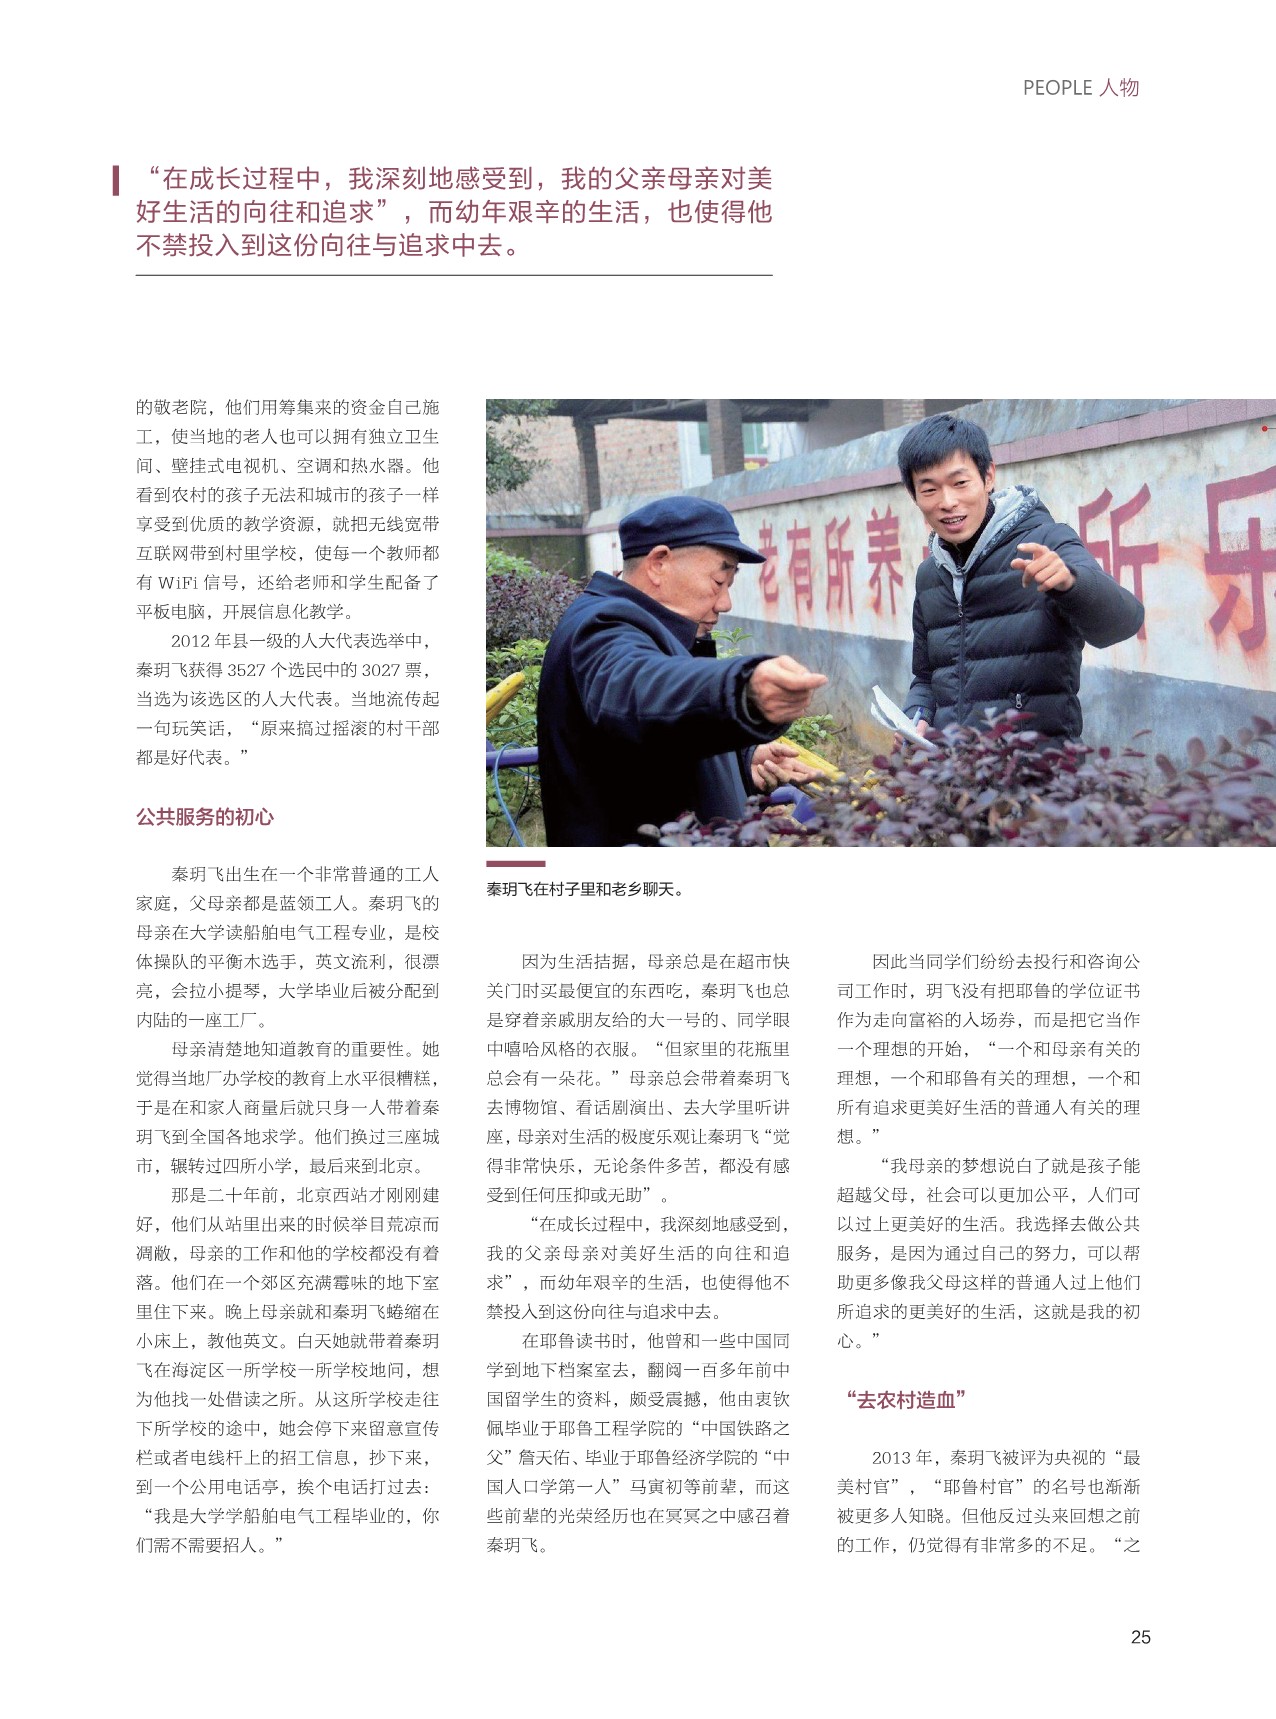 PEOPLE 人物
“在成长过程中，我深刻地感受到，我的父亲母亲对美
好生活的向往和追求”，而幼年艰辛的生活，也使得他
不禁投入到这份向往与追求中去。
的敬老院，他们用筹集来的资金自己施
工，使当地的老人也可以拥有独立卫生
间、壁挂式电视机、空调和热水器。他
看到农村的孩子无法和城市的孩子一样
享受到优质的教学资源，就把无线宽带
互联网带到村里学校，使每一个教师都
有 WiFi 信号，还给老师和学生配备了
平板电脑，开展信息化教学。
2012 年县一级的人大代表选举中，
秦玥飞获得 3527 个选民中的 3027 票，
当选为该选区的人大代表。当地流传起
一句玩笑话，“原来搞过摇滚的村干部
都是好代表。”
公共服务的初心
秦玥飞出生在一个非常普通的工人
家庭，父母亲都是蓝领工人。秦玥飞的
母亲在大学读船舶电气工程专业，是校
体操队的平衡木选手，英文流利，很漂
亮，会拉小提琴，大学毕业后被分配到
内陆的一座工厂。
母亲清楚地知道教育的重要性。她
觉得当地厂办学校的教育上水平很糟糕，
于是在和家人商量后就只身一人带着秦
玥飞到全国各地求学。他们换过三座城
市，辗转过四所小学，最后来到北京。
那是二十年前，北京西站才刚刚建
好，他们从站里出来的时候举目荒凉而
凋敝，母亲的工作和他的学校都没有着
落。他们在一个郊区充满霉味的地下室
里住下来。晚上母亲就和秦玥飞蜷缩在
小床上，教他英文。白天她就带着秦玥
飞在海淀区一所学校一所学校地问，想
为他找一处借读之所。从这所学校走往
下所学校的途中，她会停下来留意宣传
栏或者电线杆上的招工信息，抄下来，
到一个公用电话亭，挨个电话打过去：
“我是大学学船舶电气工程毕业的，你
们需不需要招人。”
老有所养
所乐
秦玥飞在村子里和老乡聊天。
因为生活拮据，母亲总是在超市快
关门时买最便宜的东西吃，秦玥飞也总
是穿着亲戚朋友给的大一号的、同学眼
中嘻哈风格的衣服。“但家里的花瓶里
总会有一朵花。”母亲总会带着秦玥飞
去博物馆、看话剧演出、去大学里听讲
座，母亲对生活的极度乐观让秦玥飞“觉
得非常快乐，无论条件多苦，都没有感
受到任何压抑或无助”。
“在成长过程中，我深刻地感受到，
我的父亲母亲对美好生活的向往和追
求”，而幼年艰辛的生活，也使得他不
禁投入到这份向往与追求中去。
在耶鲁读书时，他曾和一些中国同
学到地下档案室去，翻阅一百多年前中
国留学生的资料，颇受震撼，他由衷钦
佩毕业于耶鲁工程学院的“中国铁路之
父”詹天佑、毕业于耶鲁经济学院的“中
国人口学第一人”马寅初等前辈，而这
些前辈的光荣经历也在冥冥之中感召着
秦玥飞。
因此当同学们纷纷去投行和咨询公
司工作时，玥飞没有把耶鲁的学位证书
作为走向富裕的入场券，而是把它当作
一个理想的开始，“一个和母亲有关的
理想，一个和耶鲁有关的理想，一个和
所有追求更美好生活的普通人有关的理
想。”
“我母亲的梦想说白了就是孩子能
超越父母，社会可以更加公平，人们可
以过上更美好的生活。我选择去做公共
服务，是因为通过自己的努力，可以帮
助更多像我父母这样的普通人过上他们
所追求的更美好的生活，这就是我的初
心。”
“去农村造血”
2013 年，秦玥飞被评为央视的“最
美村官”，“耶鲁村官”的名号也渐渐
被更多人知晓。但他反过头来回想之前
的工作，仍觉得有非常多的不足。“之
25